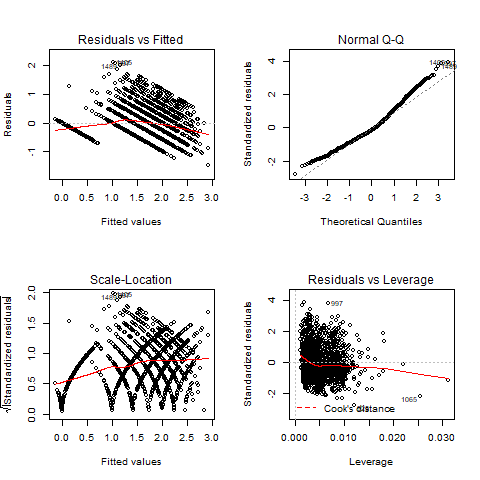 Residuals vs Fitted
Residuals
-1 0 1 2
0.0 0.5 1.0 1.5 2.0 2.5 3.0
Fitted values
Normal Q-Q
Standardized residuals
-2 0 2 4
-3 -2 -1 0 1 2 3
Theoretical Quantiles
Scale-Location
√|Standardized residuals|
0.0 0.5 1.0 1.5 2.0
0.0 0.5 1.0 1.5 2.0 2.5 3.0
Fitted values
Residuals vs Leverage
Standardized residuals
-2 0 2 4
997
1065
Cook's distance
0.000 0.010 0.020 0.030
Leverage